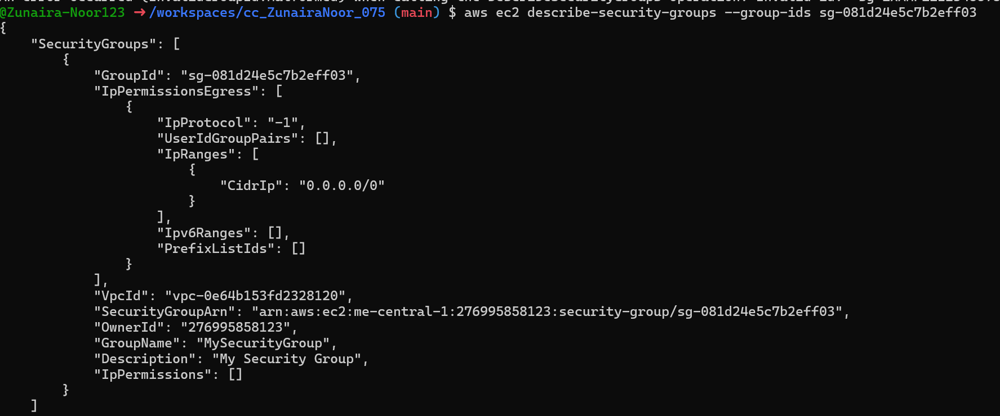 @Zunaira-Noor123 ➜ /workspaces/cc_ZunairaNoor_075 (main) $ aws ec2 describe-security-groups --group-ids sg-081d24e5c7b2eff03
{
    "SecurityGroups": [
        {
            "GroupId": "sg-081d24e5c7b2eff03",
            "IpPermissionsEgress": [
                {
                    "IpProtocol": "-1",
                    "UserIdGroupPairs": [],
                    "IpRanges": [
                        {
                            "CidrIp": "0.0.0.0/0"
                        }
                    ],
                    "Ipv6Ranges": [],
                    "PrefixListIds": []
                }
            ],
            "VpcId": "vpc-0e64b153fd2328120",
            "SecurityGroupArn": "arn:aws:ec2:me-central-1:276995858123:security-group/sg-081d24e5c7b2eff03",
            "OwnerId": "276995858123",
            "GroupName": "MySecurityGroup",
            "Description": "My Security Group",
            "IpPermissions": []
        }
    ]